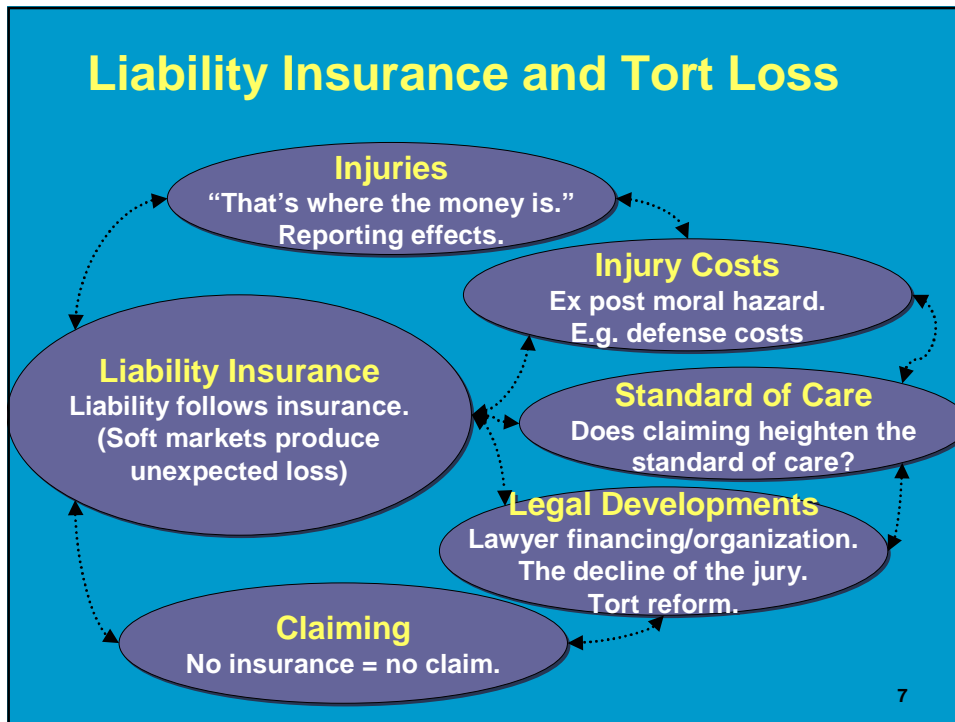 Liability Insurance and Tort Loss
Injuries
“That’s where the money is.”
Reporting effects.
Injury Costs
Ex post moral hazard.
E.g. defense costs
Liability Insurance
Liability follows insurance.
(Soft markets produce
unexpected loss)
Standard of Care
Does claiming heighten the
standard of care?
Legal Developments
Lawyer financing/organization.
The decline of the jury.
Tort reform.
Claiming
No insurance = no claim.
7